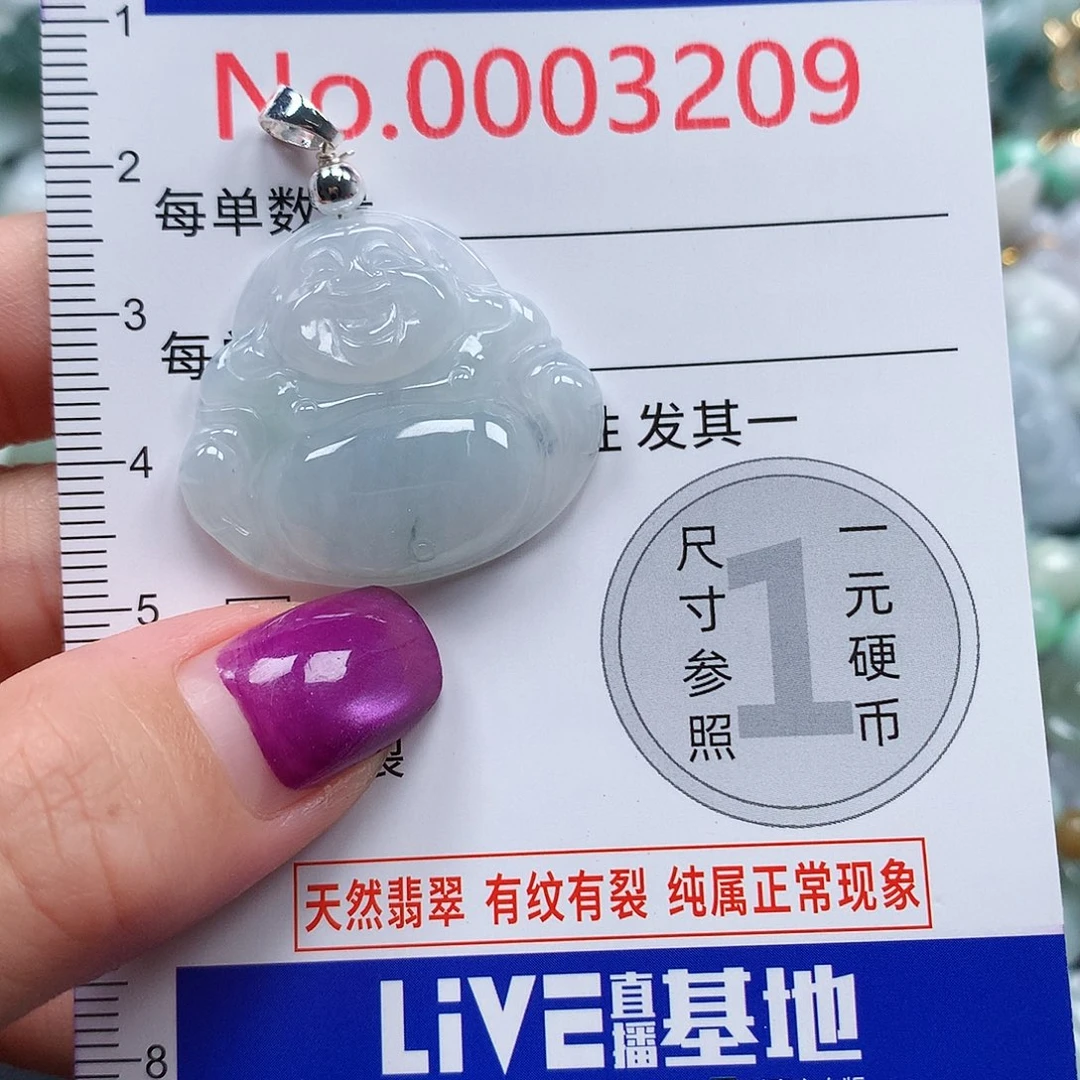 1
No.0003209
2
每单数
3
每
发其一
4
5
尺寸参照
1
一元硬币
天然翡翠 有纹有裂 纯属正常现象
LiVE直播基地
8